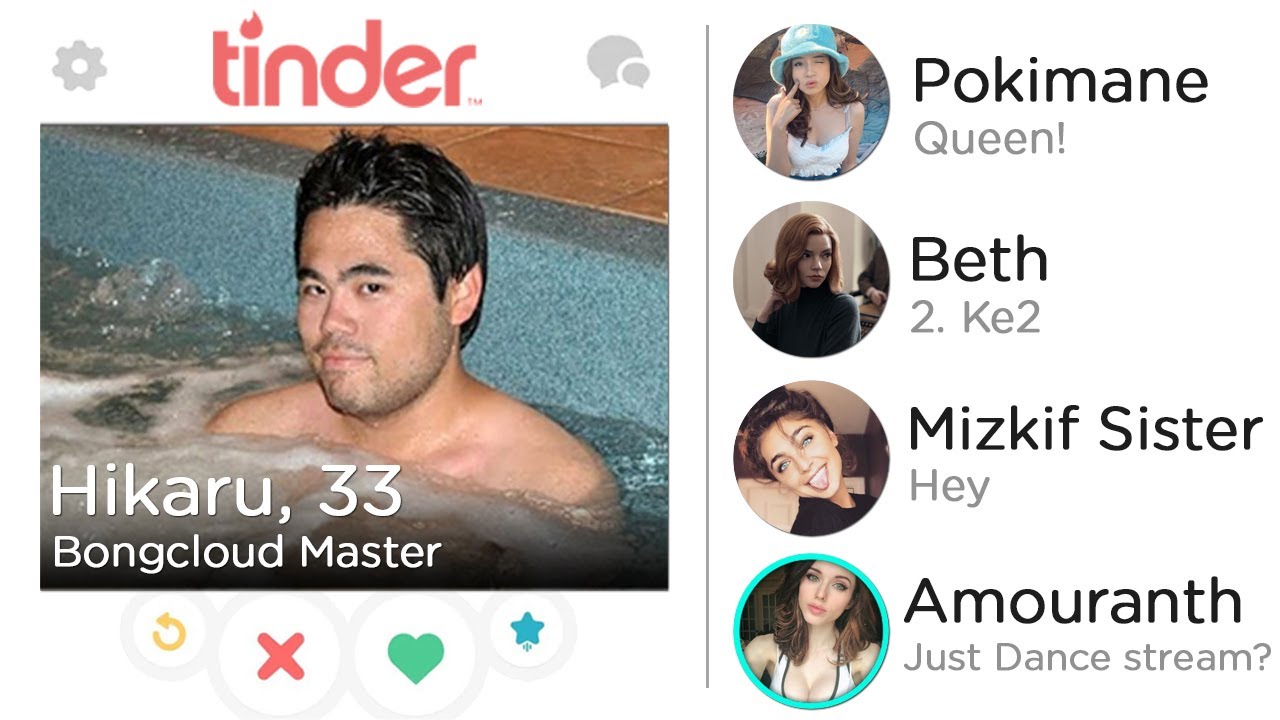 tinder™
Hikaru, 33
Bongcloud Master
Pokimane
Queen!
Beth
2. Ke2
Mizkif Sister
Hey
Amouranth
Just Dance stream?